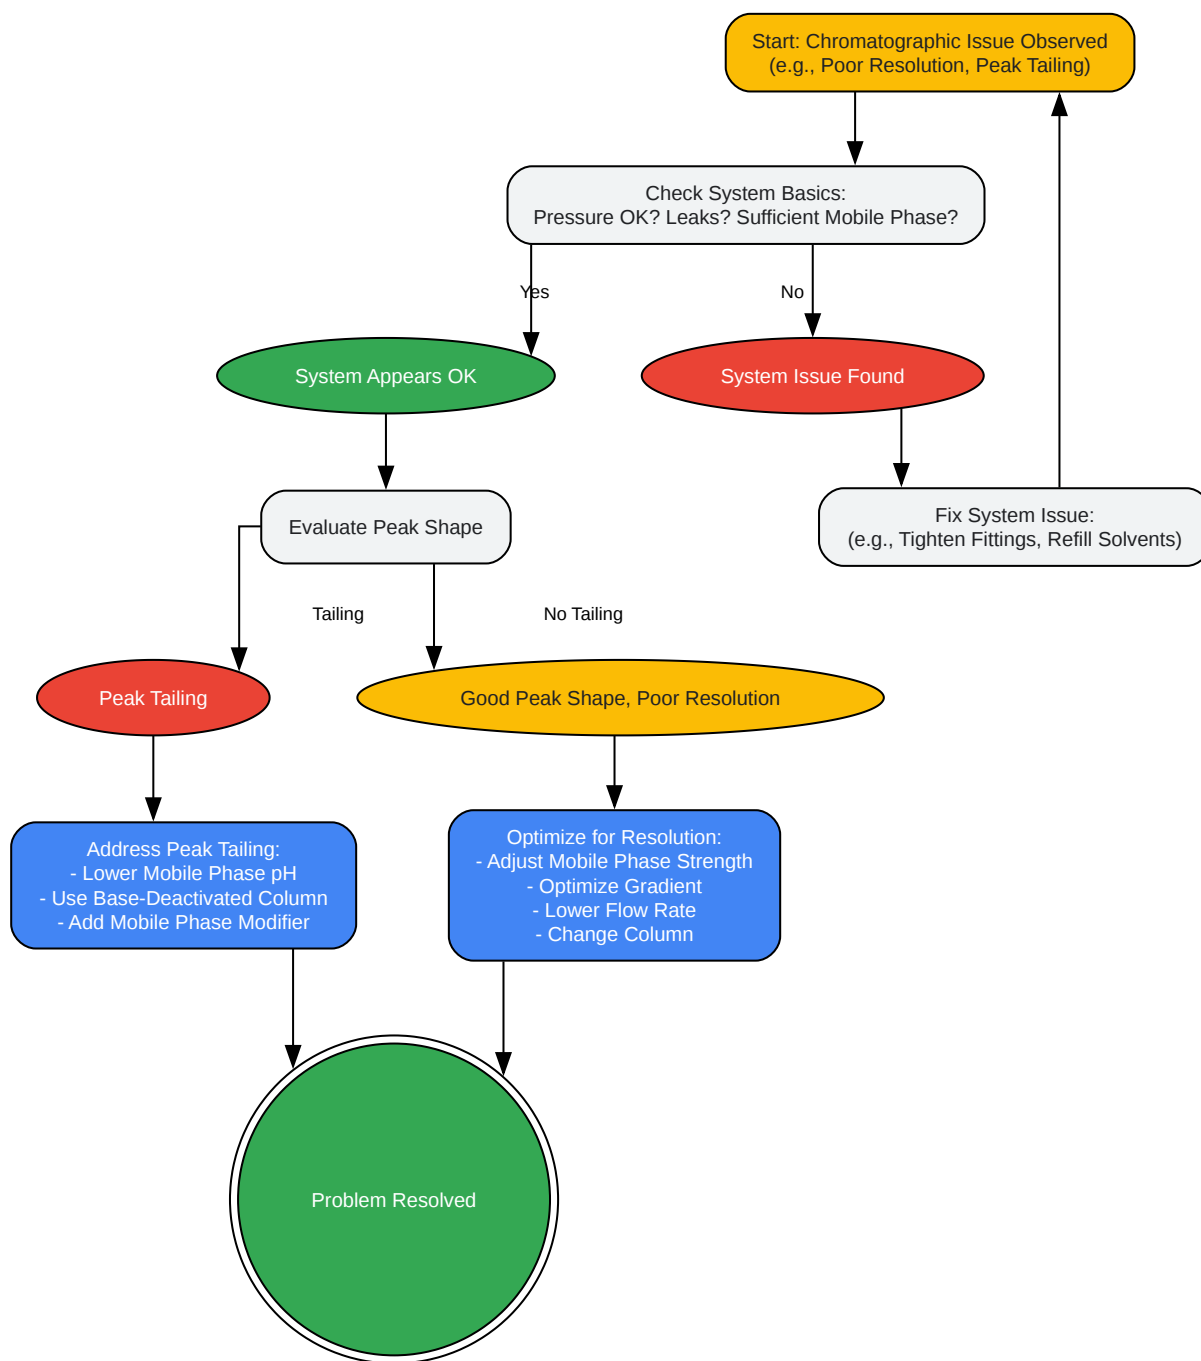 Start: Chromatographic Issue Observed
(e.g., Poor Resolution, Peak Tailing)
Check System Basics:
Pressure OK? Leaks? Sufficient Mobile Phase?
Yes
No
System Appears OK
System Issue Found
Evaluate Peak Shape
Fix System Issue:
(e.g., Tighten Fittings, Refill Solvents)
Tailing
No Tailing
Peak Tailing
Good Peak Shape, Poor Resolution
Address Peak Tailing:
- Lower Mobile Phase pH
- Use Base-Deactivated Column
- Add Mobile Phase Modifier
Optimize for Resolution:
- Adjust Mobile Phase Strength
- Optimize Gradient
- Lower Flow Rate
- Change Column
Problem Resolved